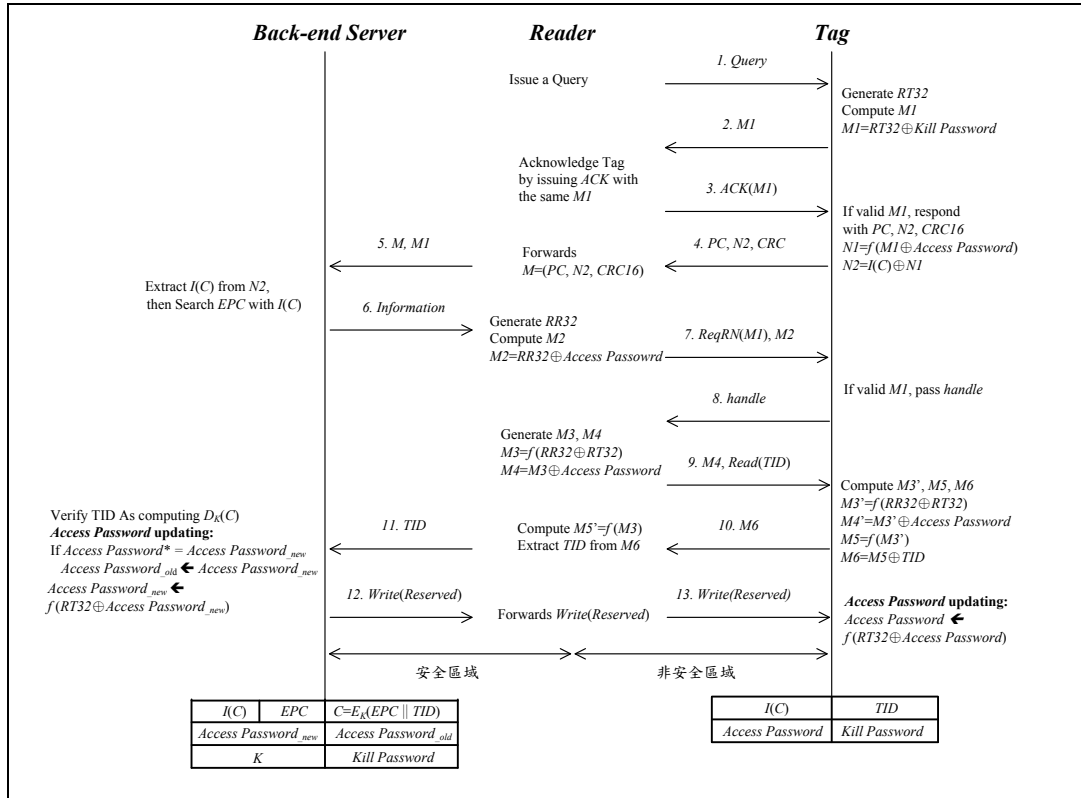 Back-end Server
Reader
Tag
1. Query
Issue a Query
Generate RT32
Compute M1
M1=RT32⊕Kill Password
2. M1
Acknowledge Tag
by issuing ACK with
the same M1
3. ACK(M1)
If valid M1, respond
with PC, N2, CRC16
N1=f(M1⊕Access Password)
N2=I(C)⊕N1
4. PC, N2, CRC
5. M, M1
Forwards
M=(PC, N2, CRC16)
Extract I(C) from N2,
then Search EPC with I(C)
6. Information
Generate RR32
Compute M2
M2=RR32⊕Access Passowrd
7. ReqRN(M1), M2
If valid M1, pass handle
8. handle
Generate M3, M4
M3=f(RR32⊕RT32)
M4=M3⊕Access Password
9. M4, Read(TID)
Compute M3’, M5, M6
M3’=f(RR32⊕RT32)
M4’=M3’⊕Access Password
M5=f(M3’)
M6=M5⊕TID
10. M6
Compute M5’=f(M3)
Extract TID from M6
11. TID
Verify TID As computing DK(C)
Access Password updating:
If Access Password* = Access Password_new
Access Password_old 🡸 Access Password_new
Access Password_new 🡸
f(RT32⊕Access Password_new)
12. Write(Reserved)
Forwards Write(Reserved)
13. Write(Reserved)
Access Password updating:
Access Password 🡸
f(RT32⊕Access Password)
安全區域
非安全區域
I(C) EPC C=EK(EPC || TID)
Access Password_new Access Password_old
K Kill Password
I(C) TID
Access Password Kill Password